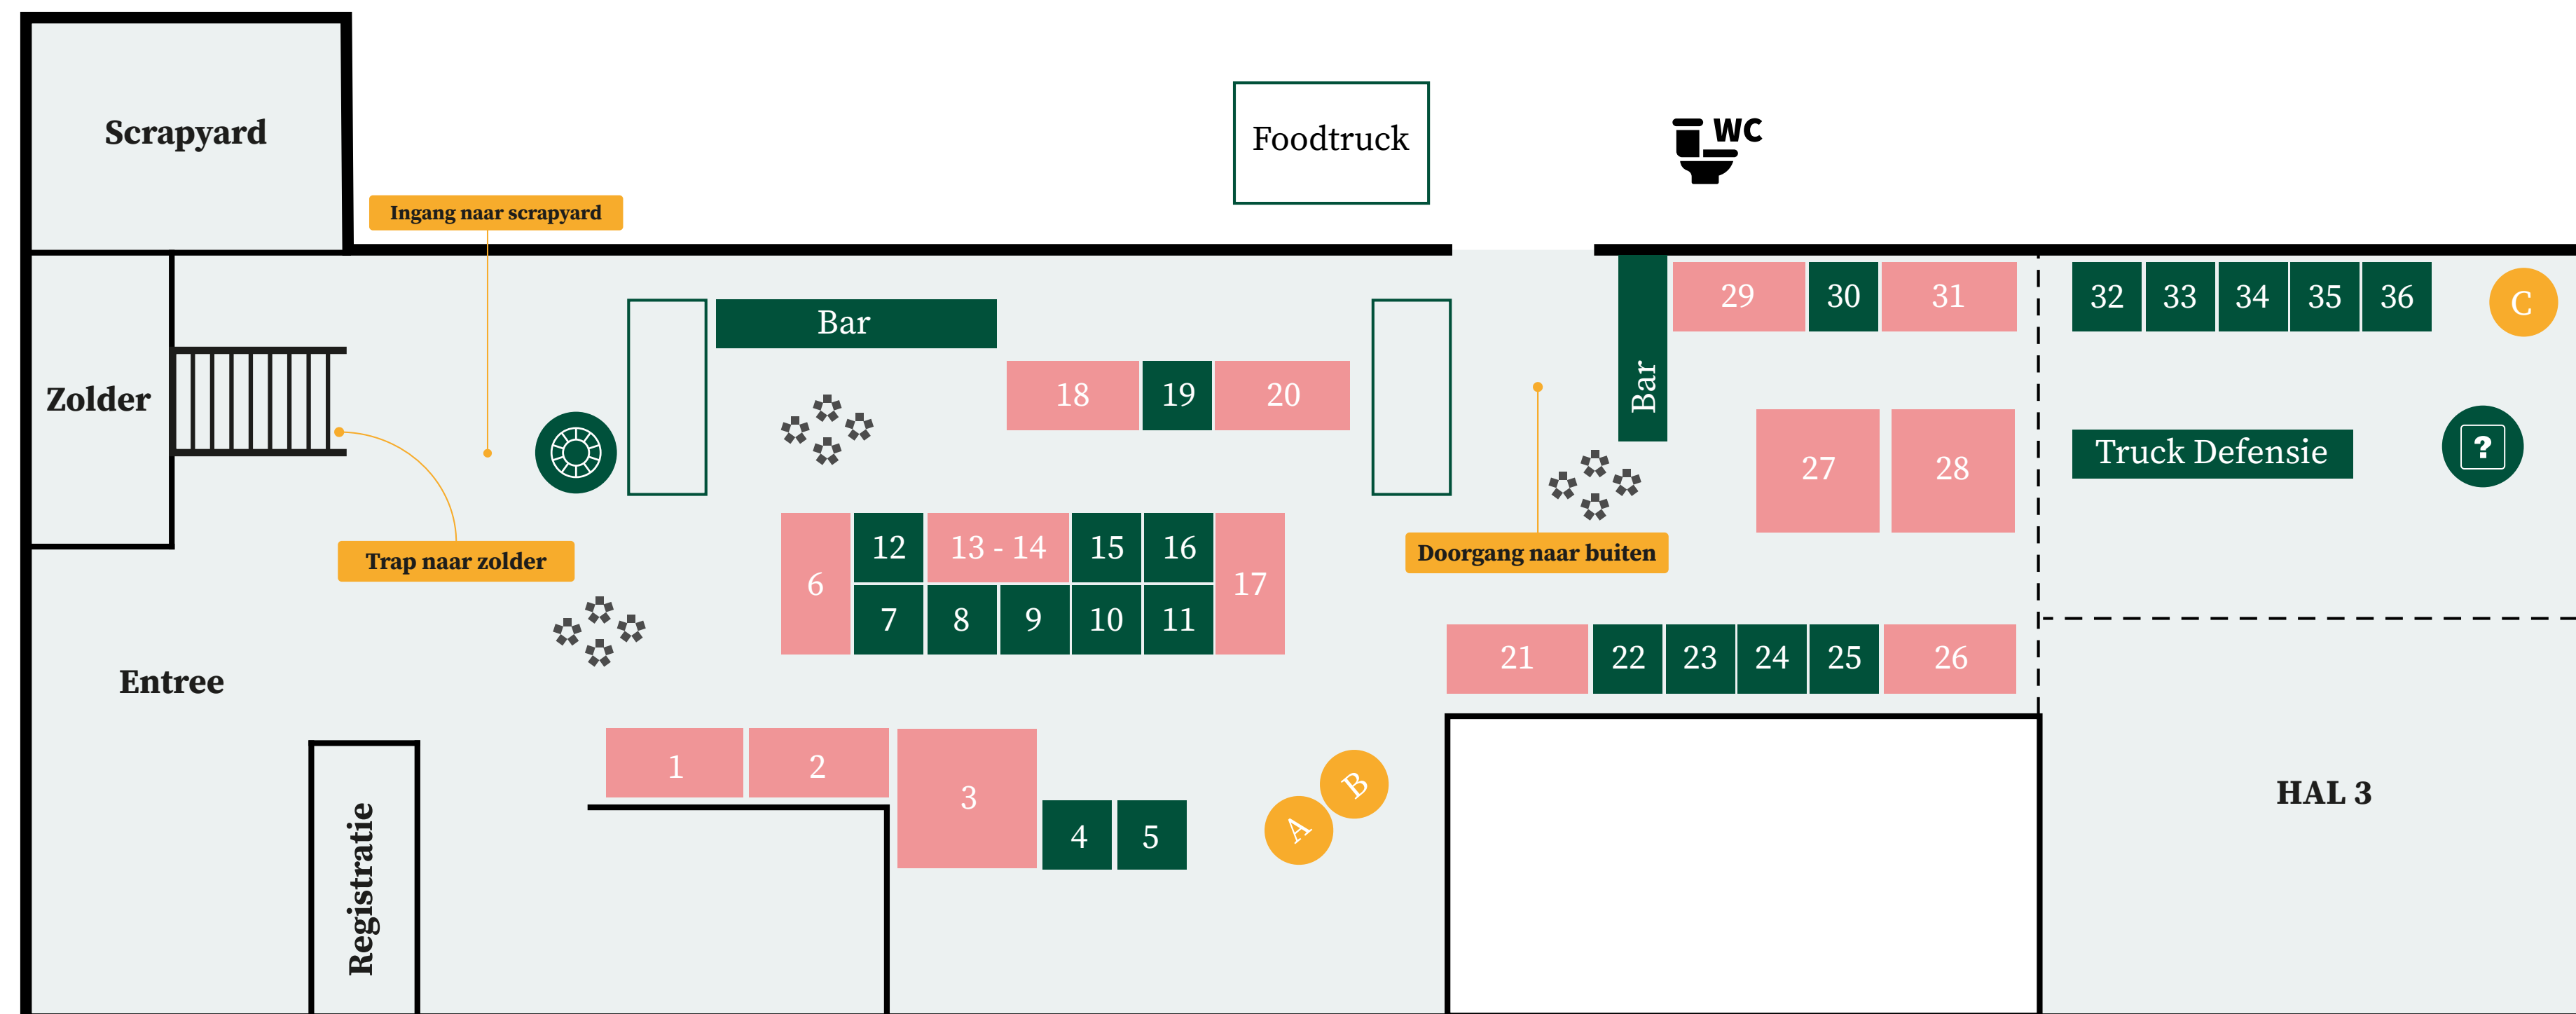 Scrapyard
Foodtruck
WC
Ingang naar scrapyard
Bar
29
30
31
32
33
34
35
36
C
Zolder
18
19
20
Bar
27
28
Truck Defensie
?
Trap naar zolder
6
12
13 - 14
15
16
17
7
8
9
10
11
Doorgang naar buiten
Entree
21
22
23
24
25
26
1
2
3
4
5
A
B
HAL 3
Registratie